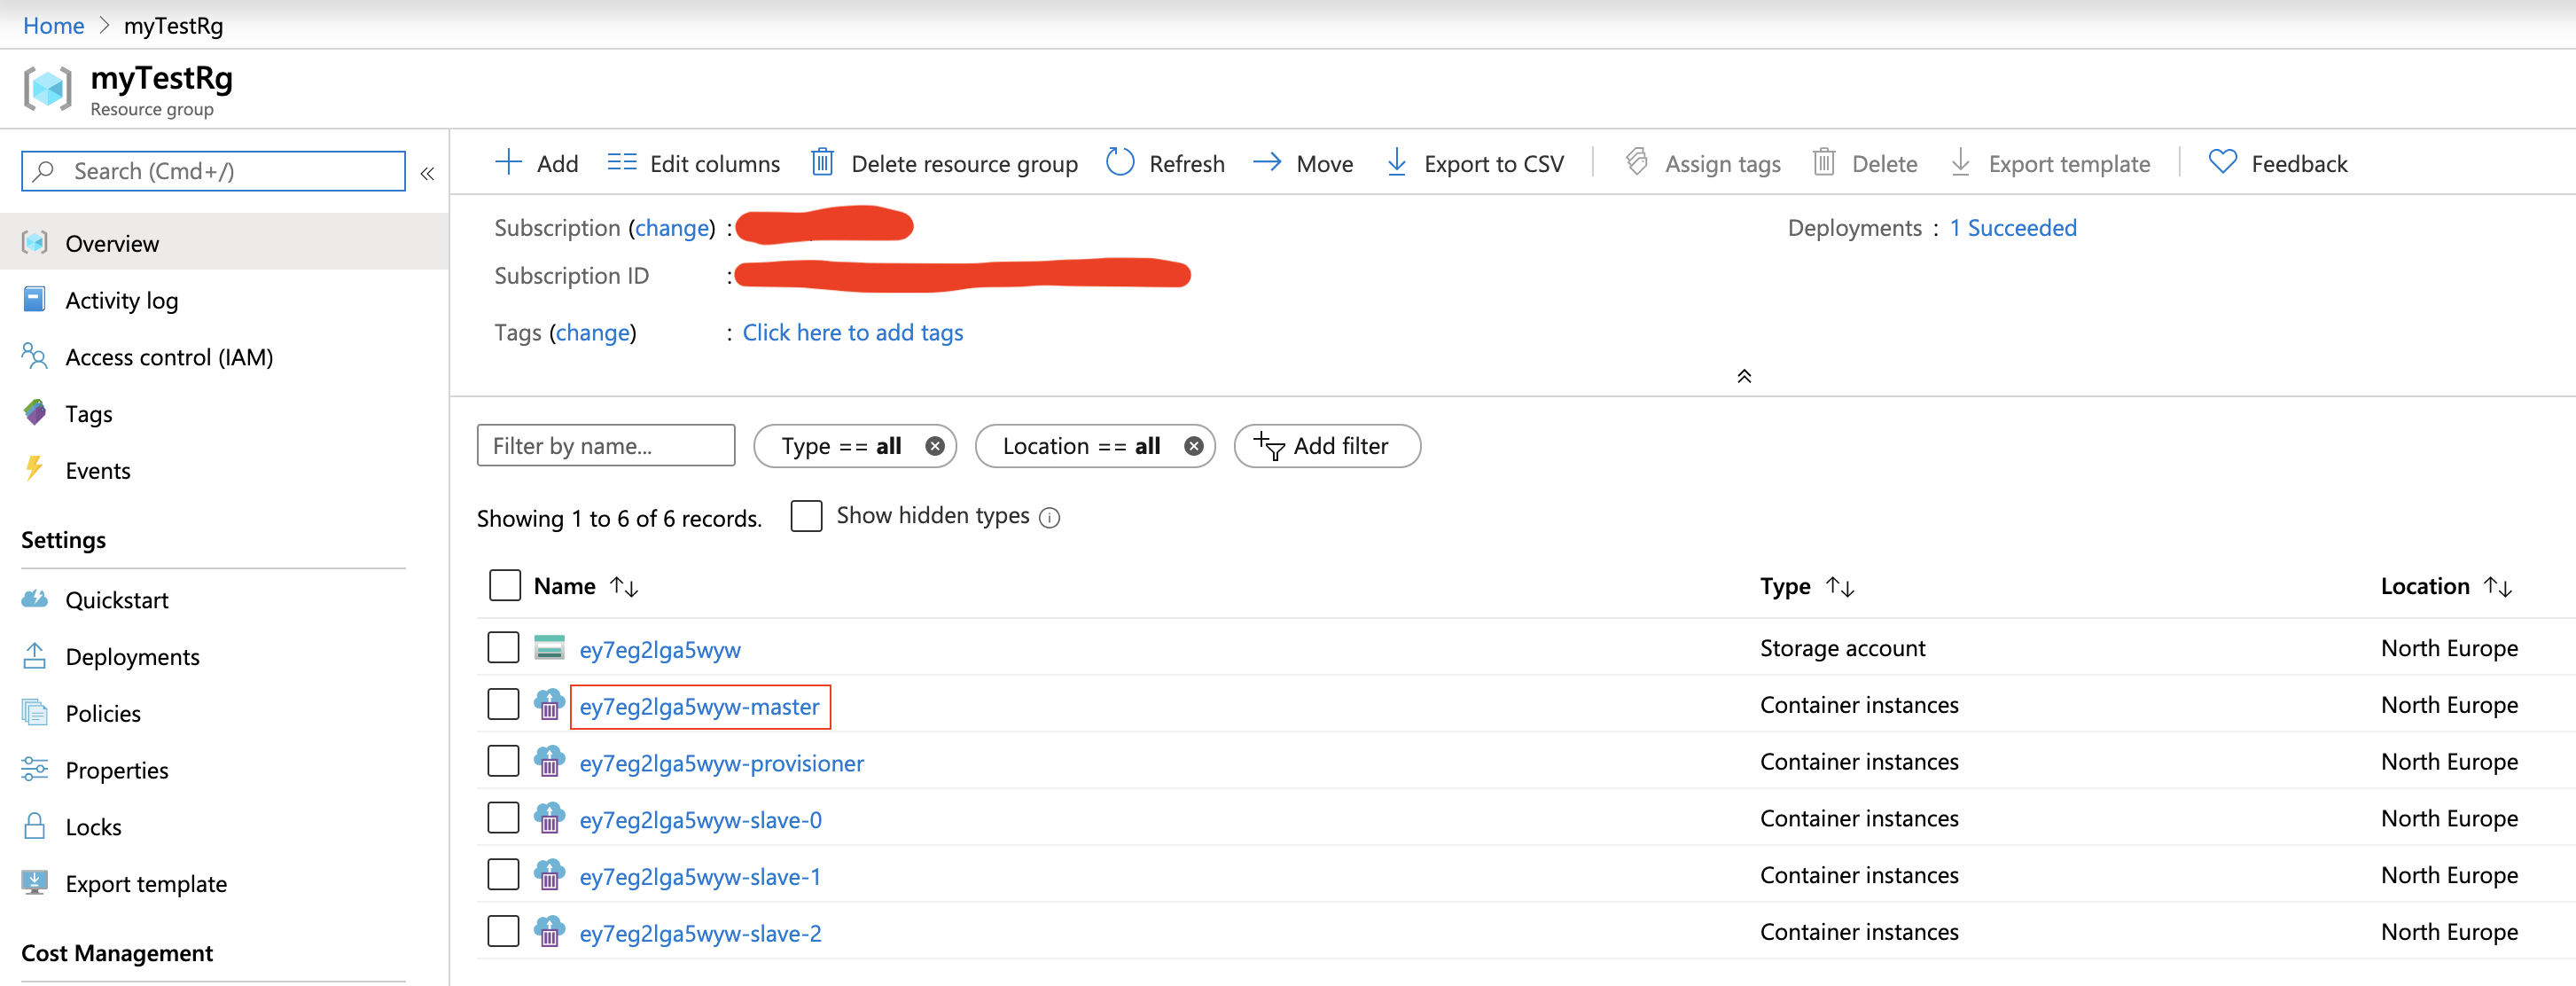 Home > myTestRg
myTestRg
Resource group
Search (Cmd+/)
«
Overview
Activity log
Access control (IAM)
Tags
Events
Settings
Quickstart
Deployments
Policies
Properties
Locks
Export template
Cost Management
Add Edit columns Delete resource group Refresh Move Export to CSV Assign tags Delete Export template Feedback
Subscription (change) :
Deployments : 1 Succeeded
Subscription ID :
Tags (change) : Click here to add tags
Filter by name... Type == all Location == all Add filter
Showing 1 to 6 of 6 records. Show hidden types
Name ↑↓ Type ↑↓ Location ↑↓
ey7eg2lga5wyw Storage account North Europe
ey7eg2lga5wyw-master Container instances North Europe
ey7eg2lga5wyw-provisioner Container instances North Europe
ey7eg2lga5wyw-slave-0 Container instances North Europe
ey7eg2lga5wyw-slave-1 Container instances North Europe
ey7eg2lga5wyw-slave-2 Container instances North Europe